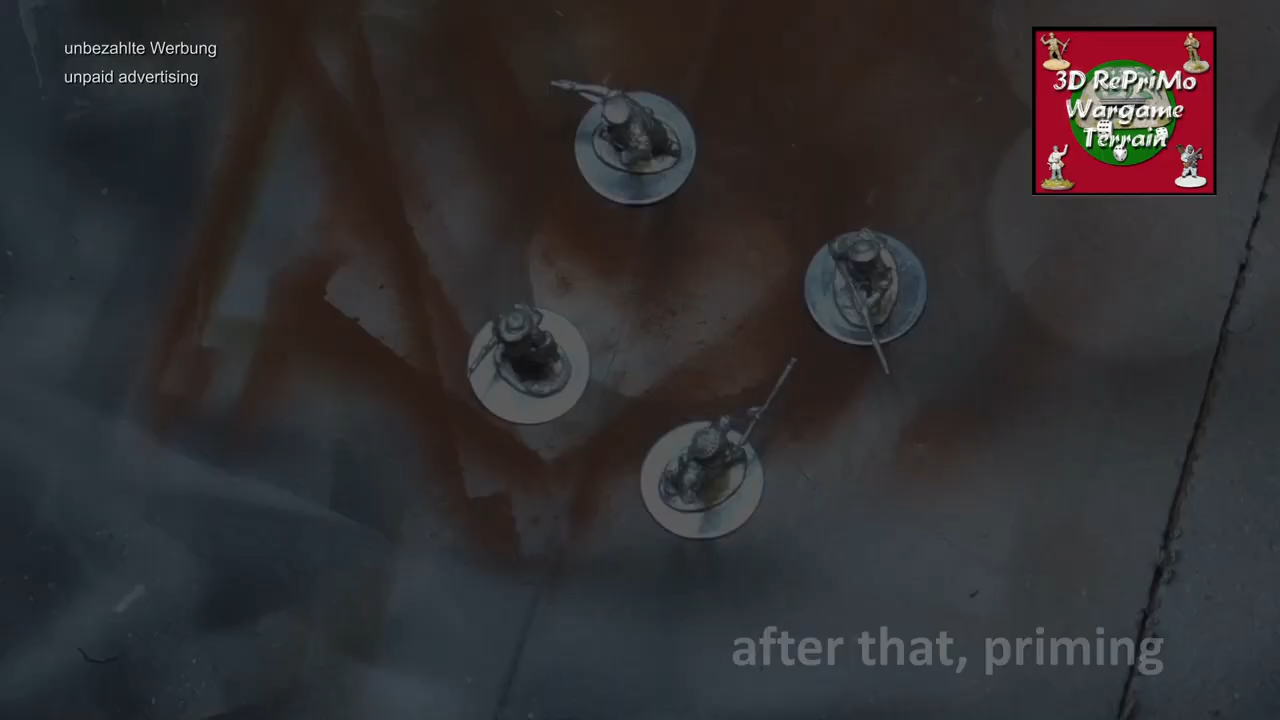 unbezahlte Werbung
unpaid advertising
3D RePriMo
Wargame
Terrain
after that, priming